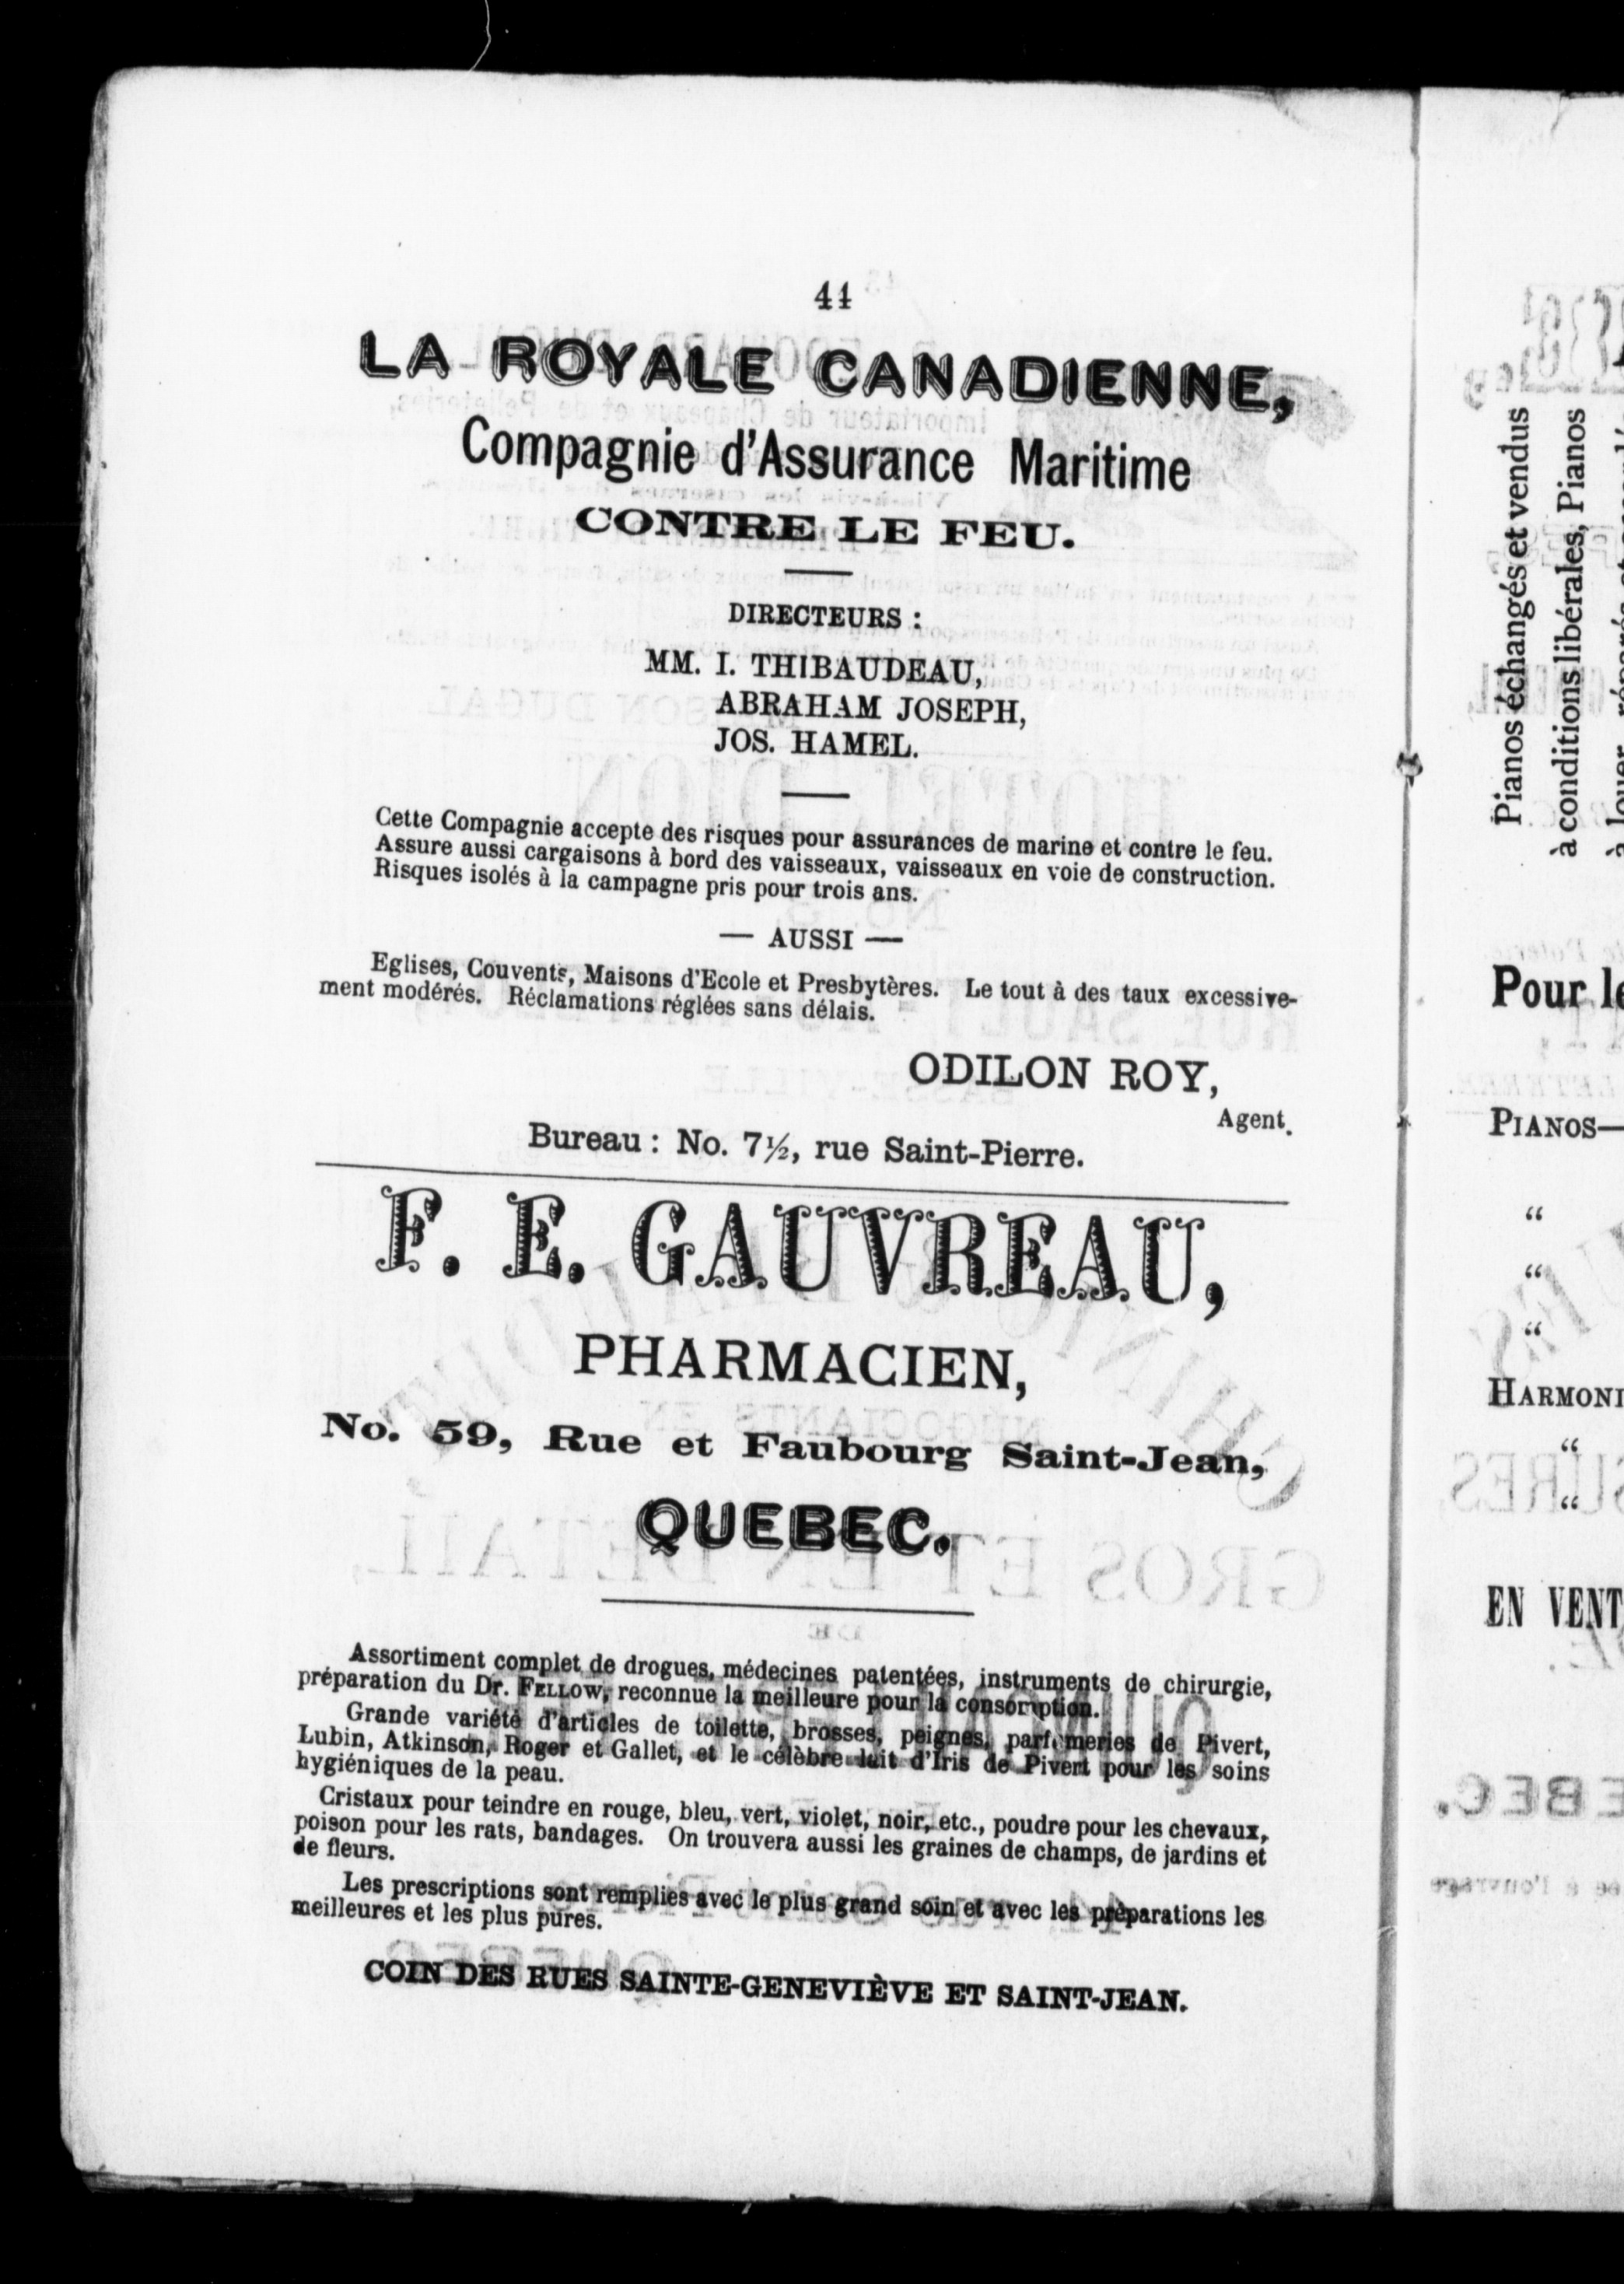 44
LA ROYALE CANADIENNE,
Compagnie d'Assurance Maritime
CONTRE LE FEU.
DIRECTEURS :
MM. I. THIBAUDEAU,
ABRAHAM JOSEPH,
JOS. HAMEL.
Cette Compagnie accepte des risques pour assurances de marine et contre le feu.
Assure aussi cargaisons à bord des vaisseaux, vaisseaux en voie de construction.
Risques isolés à la campagne pris pour trois ans.
— AUSSI —
Eglises, Couvents, Maisons d'Ecole et Presbytères. Le tout à des taux excessive-
ment modérés. Réclamations réglées sans délais.
ODILON ROY,
Agent.
Bureau : No. 7½, rue Saint-Pierre.
F. E. GAUVREAU,
PHARMACIEN,
No. 59, Rue et Faubourg Saint-Jean,
QUEBEC.
Assortiment complet de drogues, médecines patentées, instruments de chirurgie,
préparation du Dr. FELLOW, reconnue la meilleure pour la consomption.
Grande variété d'articles de toilette, brosses, peignes, parfumeries de Pivert,
Lubin, Atkinson, Roger et Gallet, et le célèbre lait d'Iris de Pivert pour les soins
hygiéniques de la peau.
Cristaux pour teindre en rouge, bleu, vert, violet, noir, etc., poudre pour les chevaux,
poison pour les rats, bandages. On trouvera aussi les graines de champs, de jardins et
de fleurs.
Les prescriptions sont remplies avec le plus grand soin et avec les prèparations les
meilleures et les plus pures.
COIN DES RUES SAINTE-GENEVIÈVE ET SAINT-JEAN.
Pianos échangés et vendus
à conditions libérales, Pianos
à louer
Pour le
PIANOS—
"
"
"
HARMONI
"
"
EN VENT